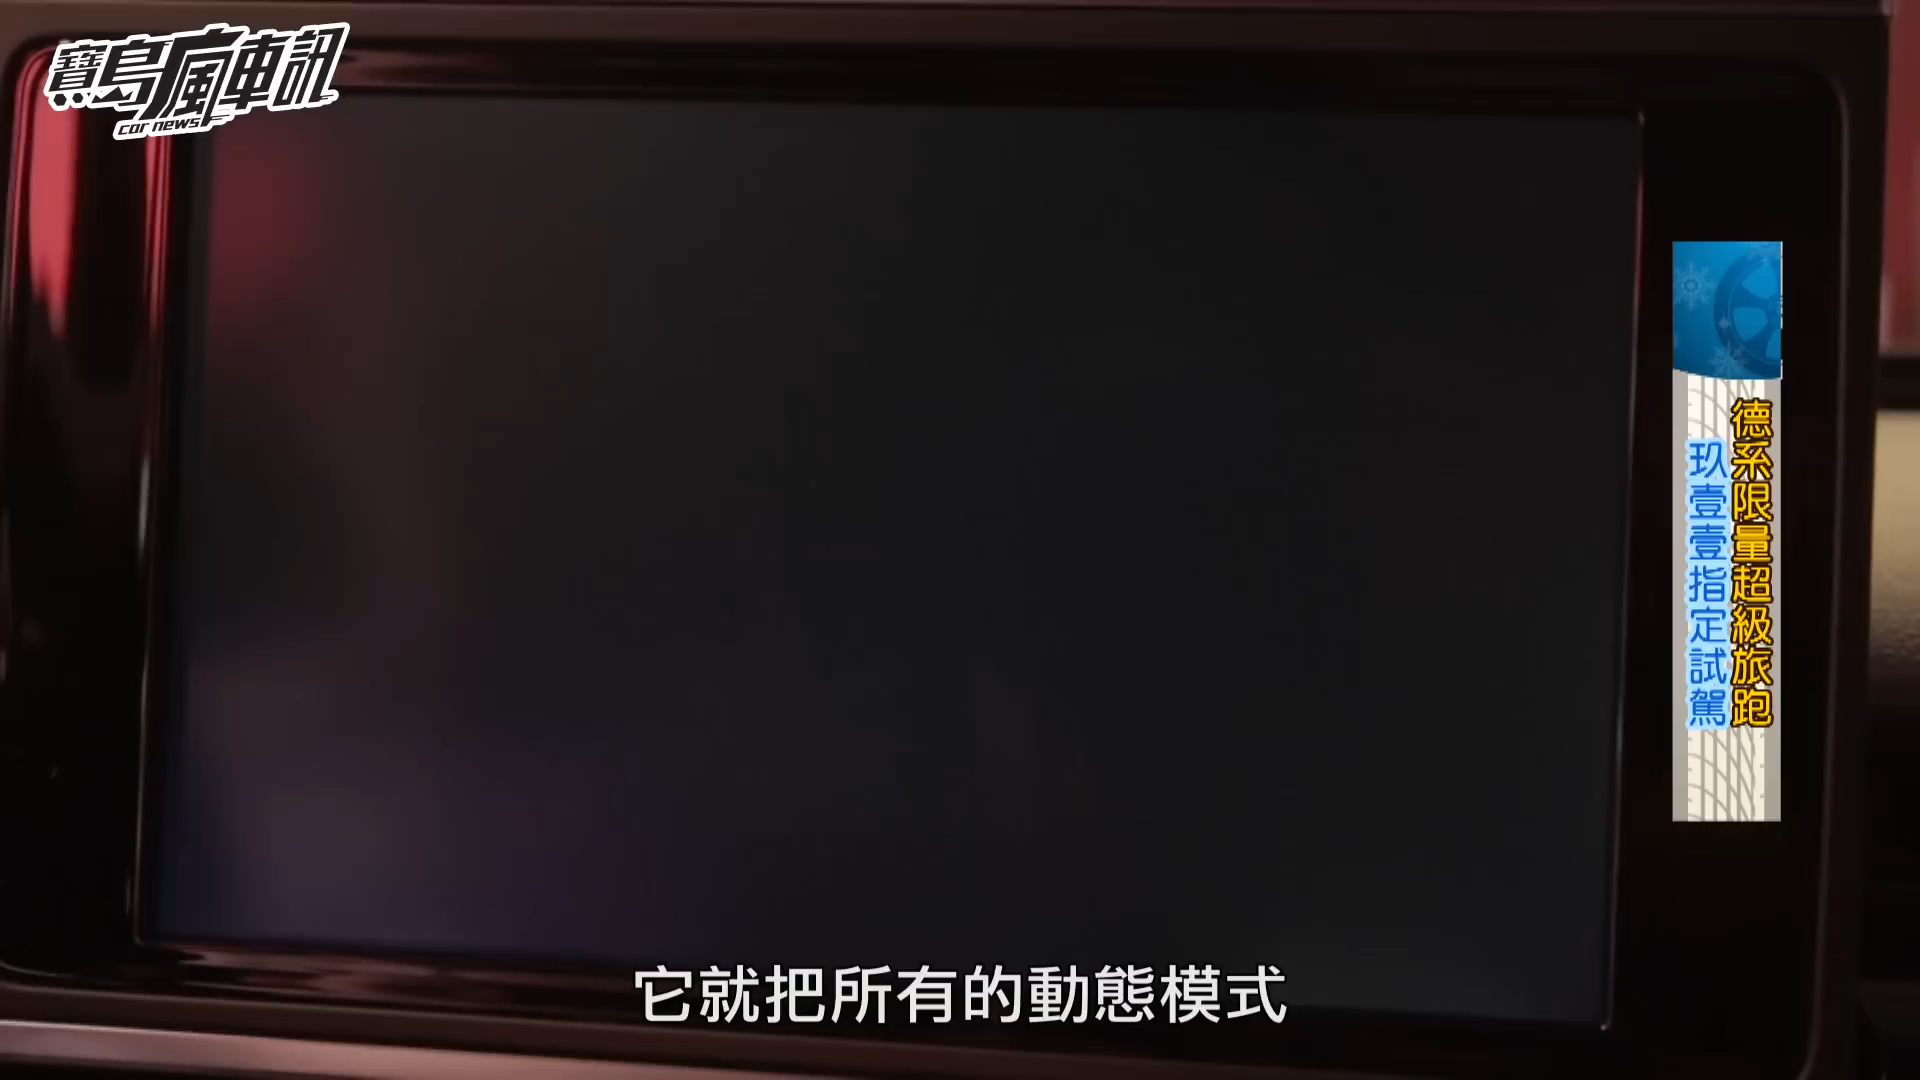 寶島瘋車訊
car news
德系限量超級旅跑
玖壹壹指定試駕
它就把所有的動態模式